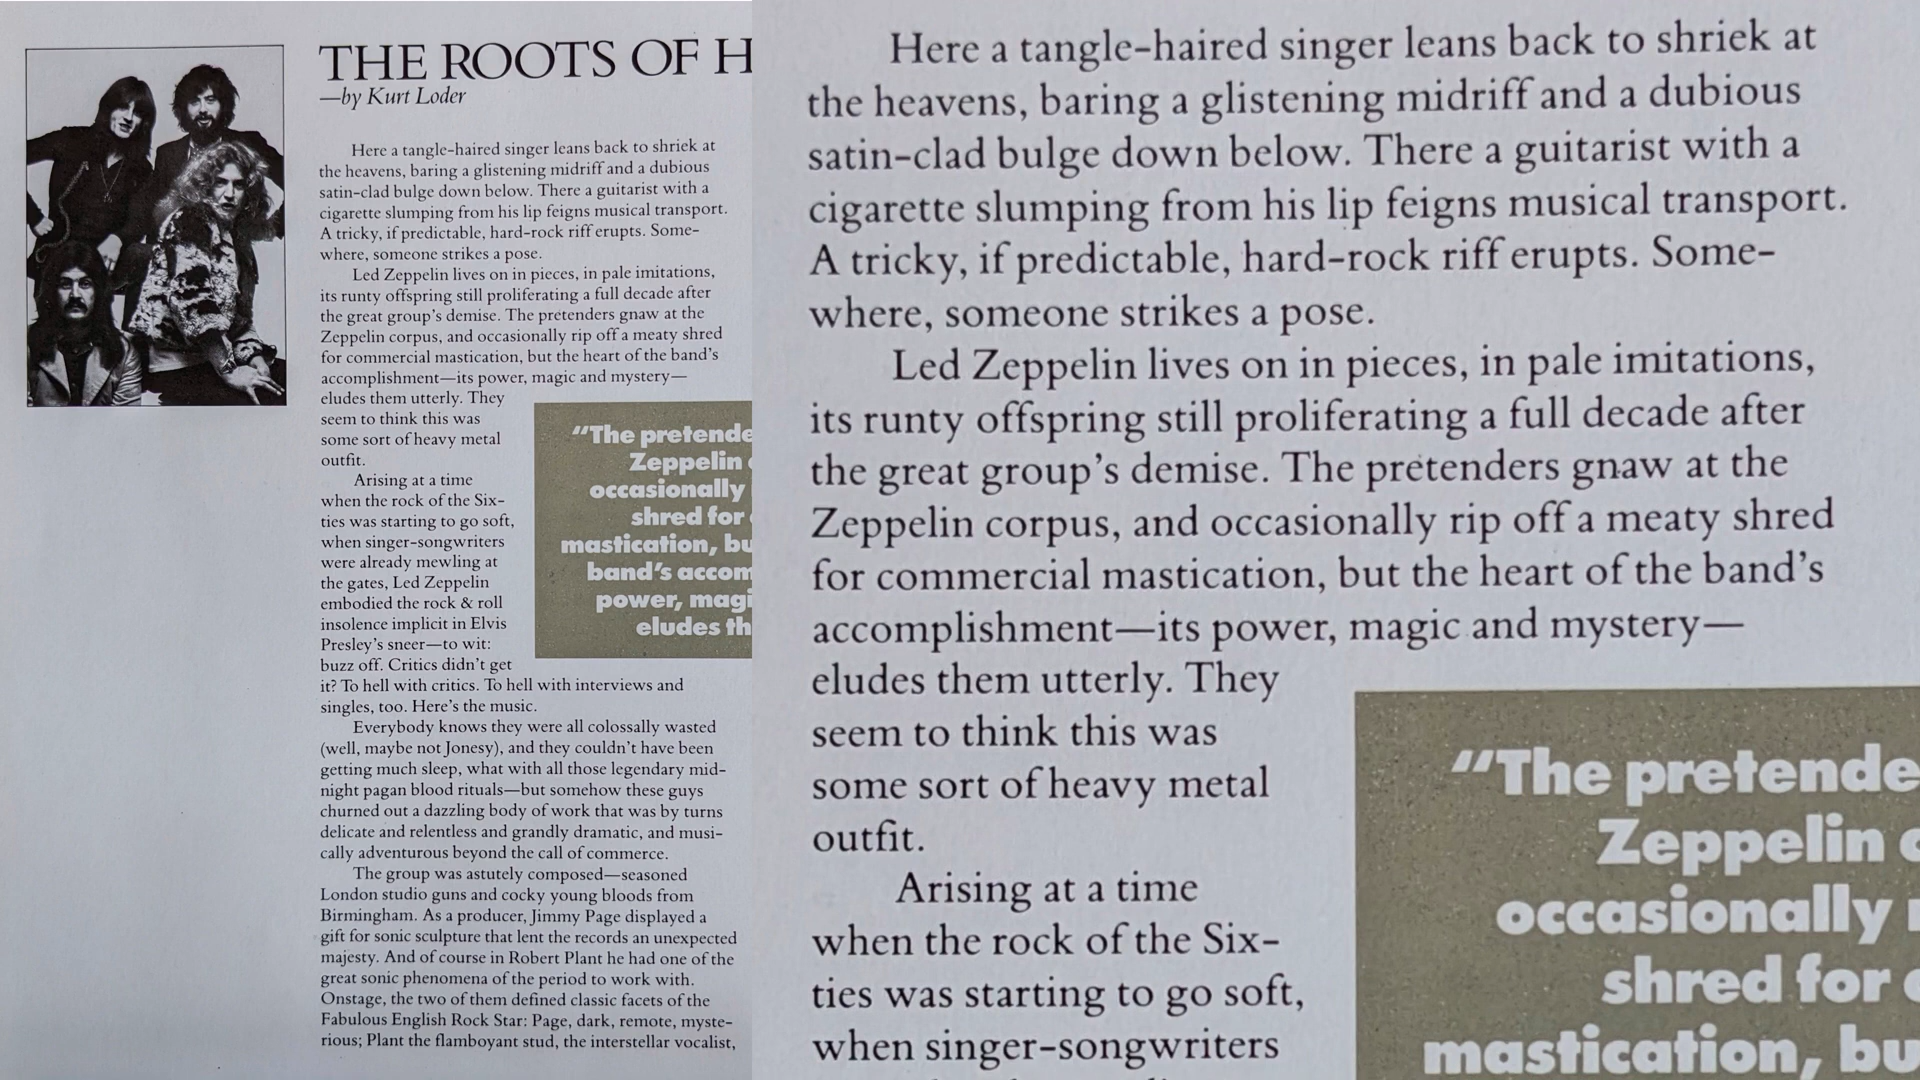 THE ROOTS OF H
—by Kurt Loder
Here a tangle-haired singer leans back to shriek at
the heavens, baring a glistening midriff and a dubious
satin-clad bulge down below. There a guitarist with a
cigarette slumping from his lip feigns musical transport.
A tricky, if predictable, hard-rock riff erupts. Some-
where, someone strikes a pose.
Led Zeppelin lives on in pieces, in pale imitations,
its runty offspring still proliferating a full decade after
the great group's demise. The pretenders gnaw at the
Zeppelin corpus, and occasionally rip off a meaty shred
for commercial mastication, but the heart of the band's
accomplishment—its power, magic and mystery—
eludes them utterly. They
seem to think this was
some sort of heavy metal
outfit.
Arising at a time
when the rock of the Six-
ties was starting to go soft,
when singer-songwriters
were already mewling at
the gates, Led Zeppelin
embodied the rock & roll
insolence implicit in Elvis
Presley's sneer—to wit:
buzz off. Critics didn't get
it? To hell with critics. To hell with interviews and
singles, too. Here's the music.
Everybody knows they were all colossally wasted
(well, maybe not Jonesy), and they couldn't have been
getting much sleep, what with all those legendary mid-
night pagan blood rituals—but somehow these guys
churned out a dazzling body of work that was by turns
delicate and relentless and grandly dramatic, and musi-
cally adventurous beyond the call of commerce.
The group was astutely composed—seasoned
London studio guns and cocky young bloods from
Birmingham. As a producer, Jimmy Page displayed a
gift for sonic sculpture that lent the records an unexpected
majesty. And of course in Robert Plant he had one of the
great sonic phenomena of the period to work with.
Onstage, the two of them defined classic facets of the
Fabulous English Rock Star: Page, dark, remote, myste-
rious; Plant the flamboyant stud, the interstellar vocalist,
"The pretende
Zeppelin
occasionally
shred for
mastication, bu
band's accom
power, magi
eludes th
Here a tangle-haired singer leans back to shriek at
the heavens, baring a glistening midriff and a dubious
satin-clad bulge down below. There a guitarist with a
cigarette slumping from his lip feigns musical transport.
A tricky, if predictable, hard-rock riff erupts. Some-
where, someone strikes a pose.
Led Zeppelin lives on in pieces, in pale imitations,
its runty offspring still proliferating a full decade after
the great group's demise. The pretenders gnaw at the
Zeppelin corpus, and occasionally rip off a meaty shred
for commercial mastication, but the heart of the band's
accomplishment—its power, magic and mystery—
eludes them utterly. They
seem to think this was
some sort of heavy metal
outfit.
Arising at a time
when the rock of the Six-
ties was starting to go soft,
when singer-songwriters
"The pretende
Zeppelin
occasionally
shred for
mastication, bu